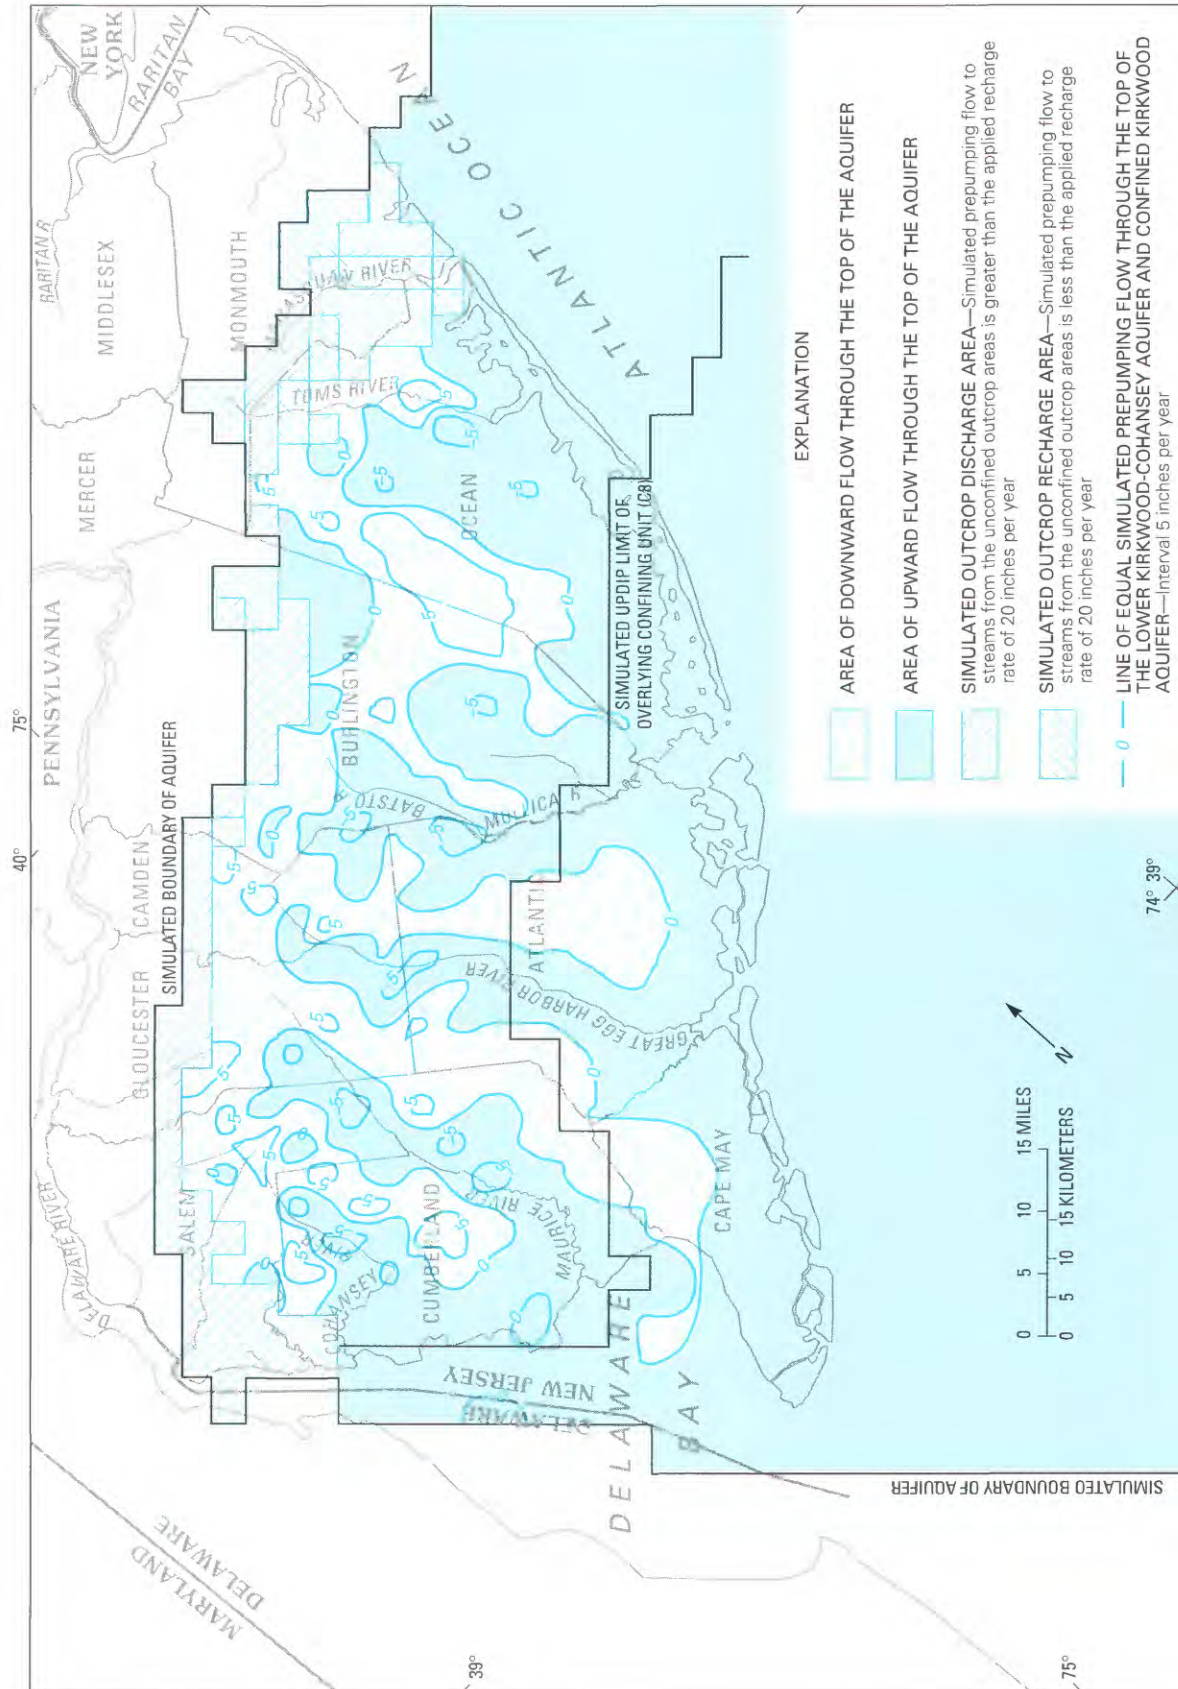 75°
40°
PENNSYLVANIA
NEW
YORK
RARITAN
BAY
RARITAN R
MIDDLESEX
MERCER
MONMOUTH
SIMULATED BOUNDARY OF AQUIFER
CAMDEN
GLOUCESTER
SALEM
DELAWARE RIVER
TOMS RIVER
OCEAN
BURLINGTON
BATSTO R
MULLICA R
ATLANTIC
GREAT EGG HARBOR RIVER
CUMBERLAND
MAURICE RIVER
COHANSEY RIVER
CAPE MAY
ATLANTIC OCEAN
SIMULATED UPDIP LIMIT OF
OVERLYING CONFINING UNIT (C8)
NEW JERSEY
DELAWARE
DELAWARE
BAY
MARYLAND
DELAWARE
SIMULATED BOUNDARY OF AQUIFER
39°
75°
74° 39°
N
0 5 10 15 MILES
0 5 10 15 KILOMETERS
EXPLANATION
AREA OF DOWNWARD FLOW THROUGH THE TOP OF THE AQUIFER
AREA OF UPWARD FLOW THROUGH THE TOP OF THE AQUIFER
SIMULATED OUTCROP DISCHARGE AREA—Simulated prepumping flow to
streams from the unconfined outcrop areas is greater than the applied recharge
rate of 20 inches per year
SIMULATED OUTCROP RECHARGE AREA—Simulated prepumping flow to
streams from the unconfined outcrop areas is less than the applied recharge
rate of 20 inches per year
— 0 — LINE OF EQUAL SIMULATED PREPUMPING FLOW THROUGH THE TOP OF
THE LOWER KIRKWOOD-COHANSEY AQUIFER AND CONFINED KIRKWOOD
AQUIFER—Interval 5 inches per year